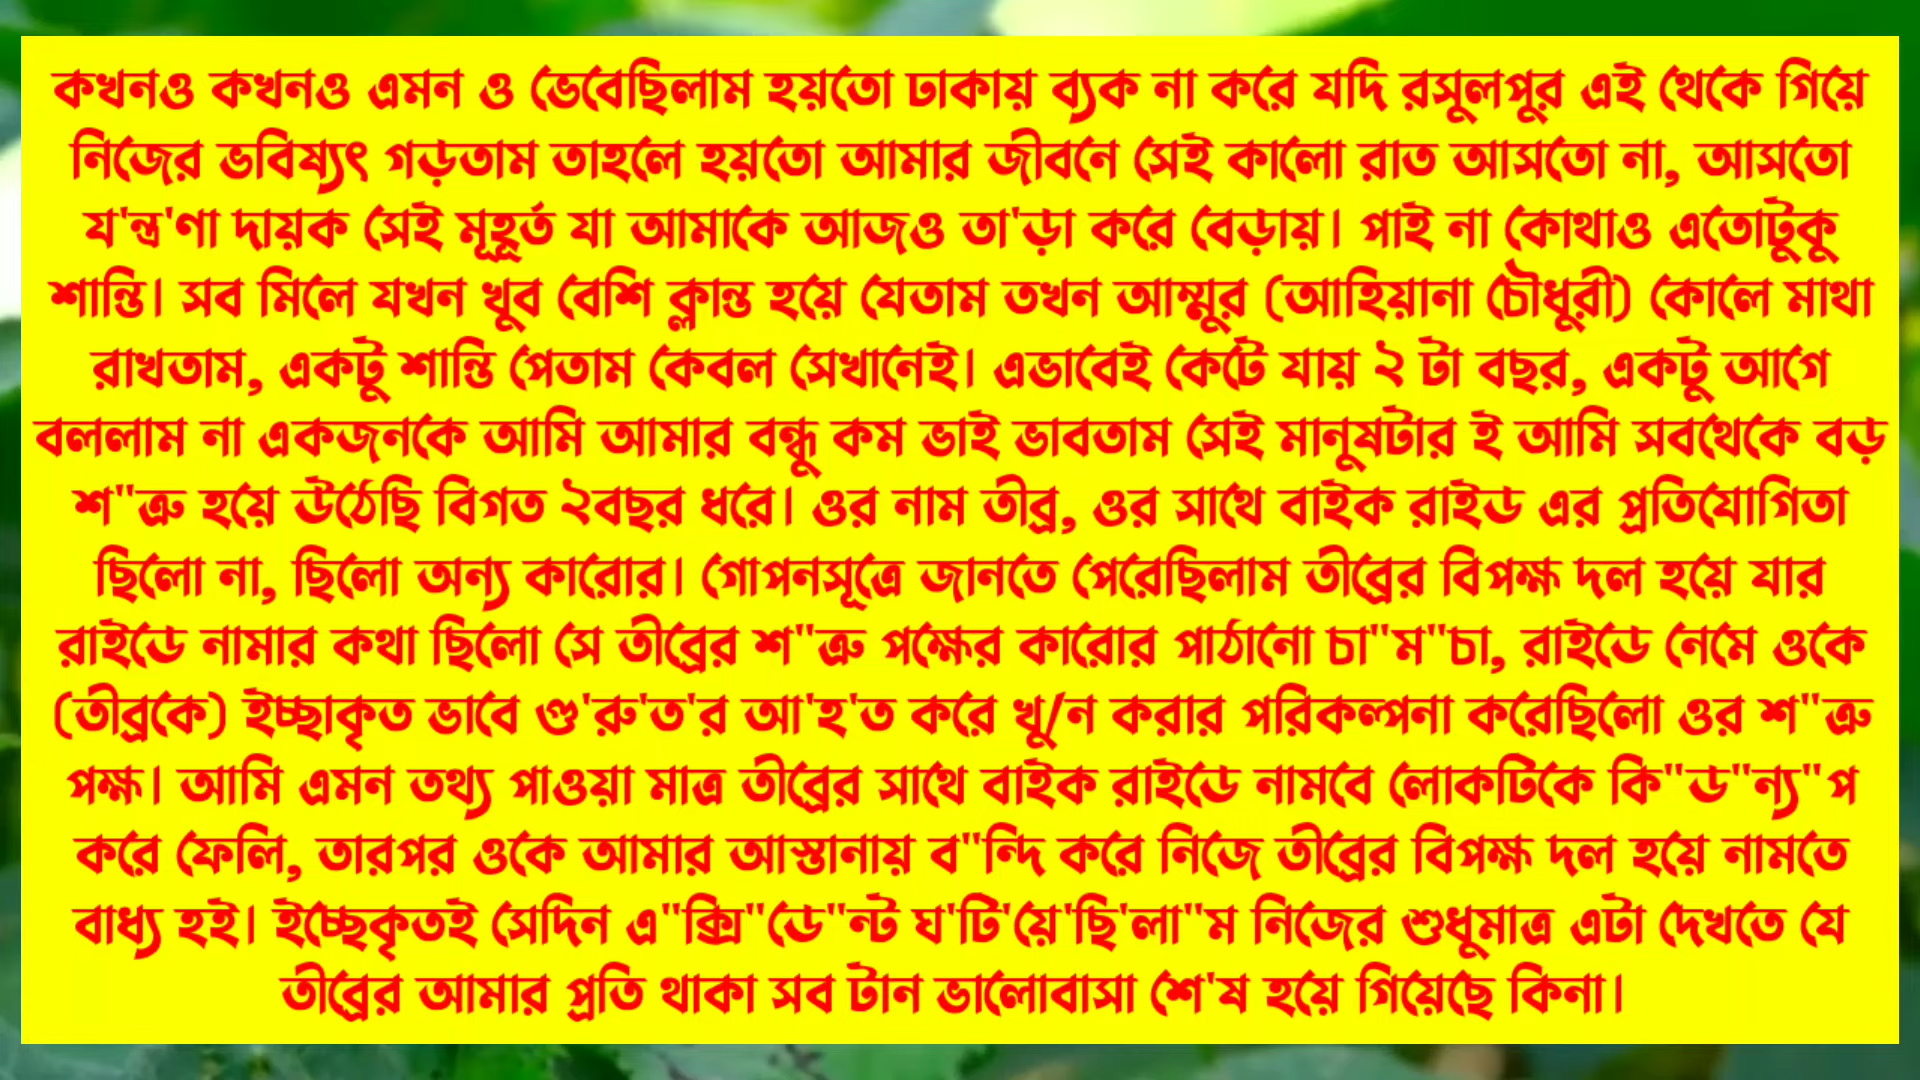 কখনও কখনও এমন ও ভেবেছিলাম হয়তো ঢাকায় ব্যক না করে যদি রসুলপুর এই থেকে গিয়ে
নিজের ভবিষ্যৎ গড়তাম তাহলে হয়তো আমার জীবনে সেই কালো রাত আসতো না, আসতো
য'ন্ত্র'ণা দায়ক সেই মূহূর্ত যা আমাকে আজও তা'ড়া করে বেড়ায়। পাই না কোথাও এতোটুকু
শান্তি। সব মিলে যখন খুব বেশি ক্লান্ত হয়ে যেতাম তখন আম্মুর (আহিয়ানা চৌধুরী) কোলে মাথা
রাখতাম, একটু শান্তি পেতাম কেবল সেখানেই। এভাবেই কেটে যায় ২ টা বছর, একটু আগে
বললাম না একজনকে আমি আমার বন্ধু কম ভাই ভাবতাম সেই মানুষটার ই আমি সবথেকে বড়
শ"ত্রু হয়ে উঠেছি বিগত ২বছর ধরে। ওর নাম তীব্র, ওর সাথে বাইক রাইড এর প্রতিযোগিতা
ছিলো না, ছিলো অন্য কারোর। গোপনসূত্রে জানতে পেরেছিলাম তীব্রের বিপক্ষ দল হয়ে যার
রাইডে নামার কথা ছিলো সে তীব্রের শ"ত্রু পক্ষের কারোর পাঠানো চা"ম"চা, রাইডে নেমে ওকে
(তীব্রকে) ইচ্ছাকৃত ভাবে গু'রু'ত'র আ'হ'ত করে খু/ন করার পরিকল্পনা করেছিলো ওর শ"ত্রু
পক্ষ। আমি এমন তথ্য পাওয়া মাত্র তীব্রের সাথে বাইক রাইডে নামবে লোকটিকে কি"ড"ন্যা"প
করে ফেলি, তারপর ওকে আমার আস্তানায় ব"ন্দি করে নিজে তীব্রের বিপক্ষ দল হয়ে নামতে
বাধ্য হই। ইচ্ছেকৃতই সেদিন এ"ক্সি"ডে"ন্ট ঘ'টি'য়ে'ছি'লা"ম নিজের শুধুমাত্র এটা দেখতে যে
তীব্রের আমার প্রতি থাকা সব টান ভালোবাসা শে'ষ হয়ে গিয়েছে কিনা।